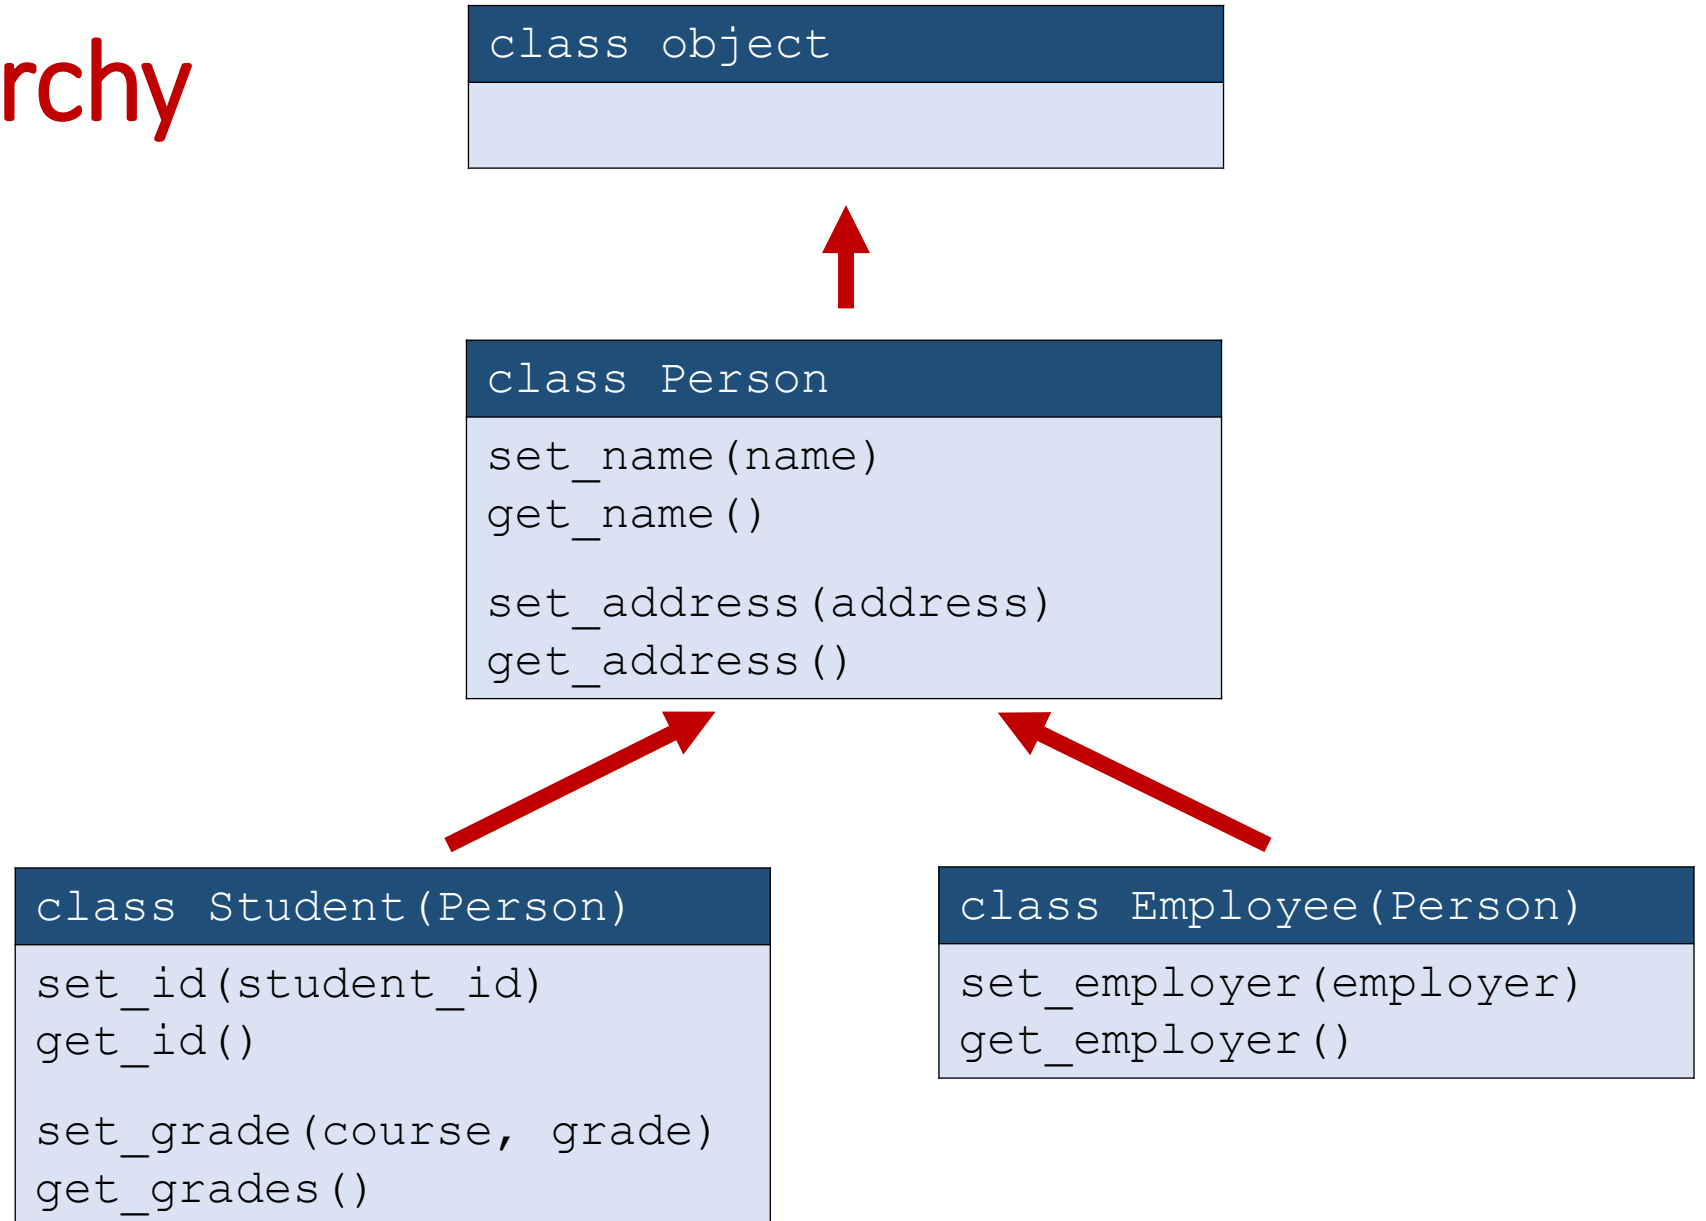 rchy
class object
class Person
set_name(name)
get_name()
set_address(address)
get_address()
class Student(Person)
set_id(student_id)
get_id()
set_grade(course, grade)
get_grades()
class Employee(Person)
set_employer(employer)
get_employer()